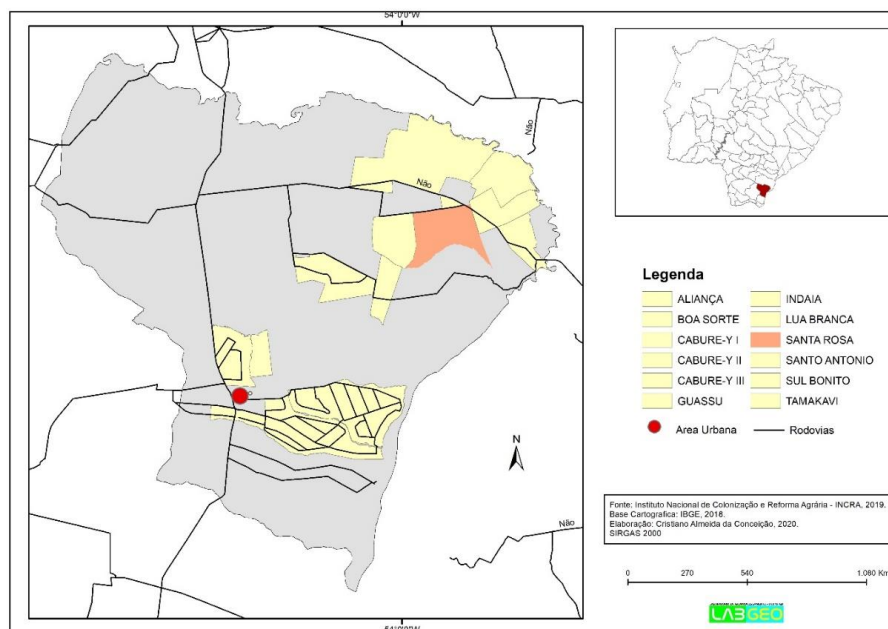 54°0'0"W
Não
Não
Não
Legenda
ALIANÇA
BOA SORTE
CABURE-Y I
CABURE-Y II
CABURE-Y III
GUASSU
INDAIA
LUA BRANCA
SANTA ROSA
SANTO ANTONIO
SUL BONITO
TAMAKAVI
Area Urbana
Rodovias
N
Fonte: Instituto Nacional de Colonização e Reforma Agrária - INCRA, 2019.
Base Cartografica: IBGE, 2018.
Elaboração: Cristiano Almeida da Conceição, 2020.
SIRGAS 2000
0 270 540 1.080 Km
LABGEO
54°0'0"W